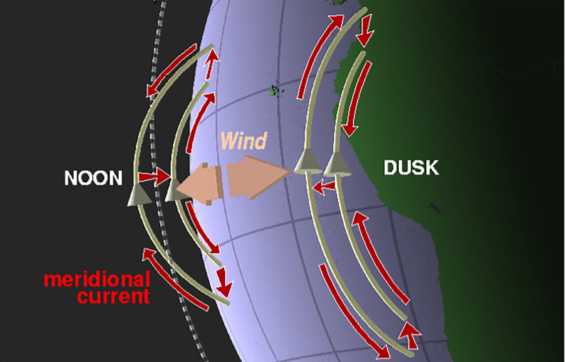 Wind
NOON
DUSK
meridional
current